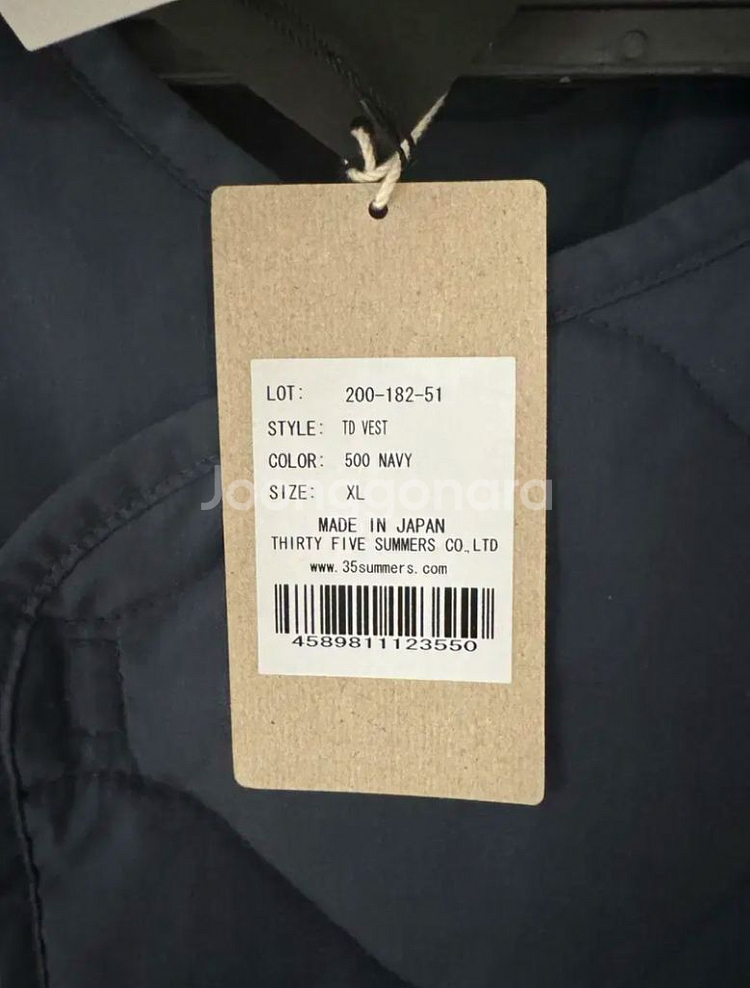 LOT: 200-182-51
STYLE: TD VEST
COLOR: 500 NAVY
SIZE: XL
Joonggonara
MADE IN JAPAN
THIRTY FIVE SUMMERS CO.,LTD
www.35summers.com
4589811123550